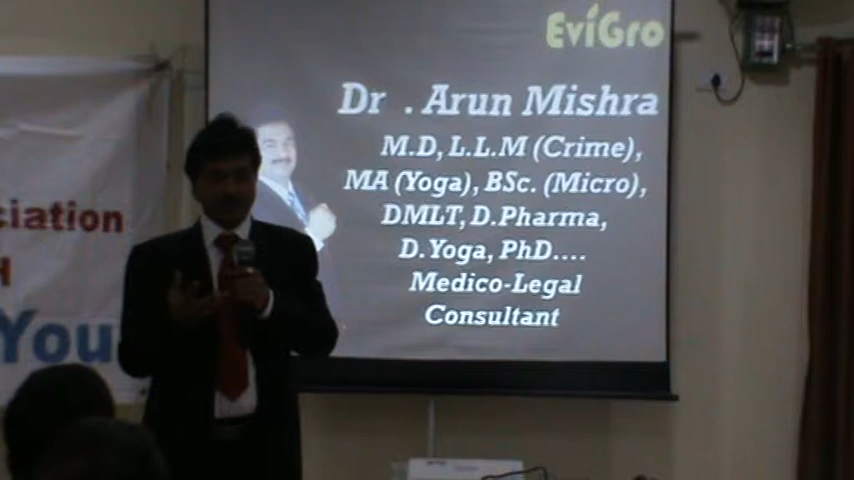 EviGro
Dr . Arun Mishra
M.D, L.L.M (Crime),
MA (Yoga), BSc. (Micro),
DMLT, D.Pharma,
D.Yoga, PhD....
Medico-Legal
Consultant
ciation
H
You